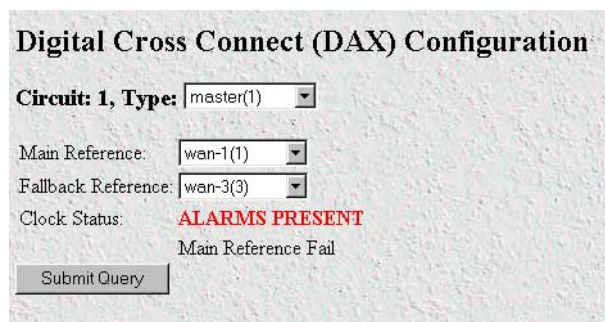 Digital Cross Connect (DAX) Configuration
Circuit: 1, Type: master(1)
Main Reference: wan-1(1)
Fallback Reference: wan-3(3)
Clock Status: ALARMS PRESENT
Main Reference Fail
Submit Query